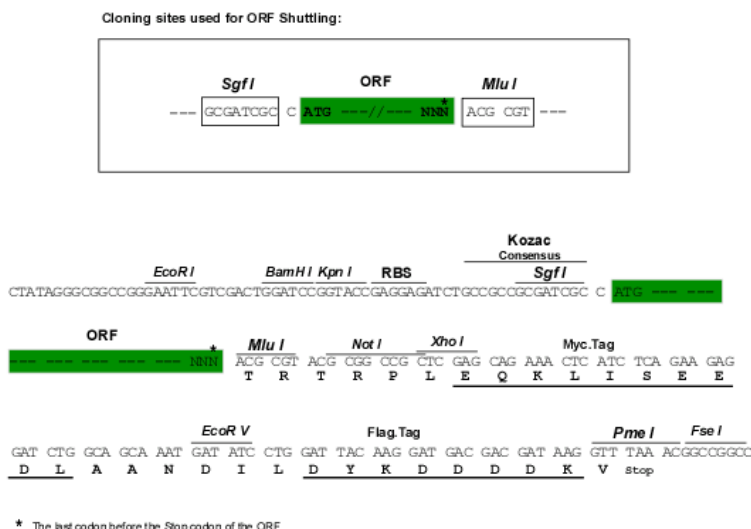 Cloning sites used for ORF Shuttling:
Sgf I ORF Mlu I
--- GCGATCGC C ATG ---//--- NNN* ACG CGT ---
Kozac
Consensus
EcoR I BamH I Kpn I RBS Sgf I
CTATAGGGCGGCCGGGAATTCGTCGACTGGATCCGGTACCGAGGAGATCTGCCGCCGCGATCGC C ATG --- ---
ORF Mlu I Not I Xho I Myc.Tag
--- --- --- --- --- --- NNN* ACG CGT ACG CGG CCG CTC GAG CAG AAA CTC ATC TCA GAA GAG
T R T R P L E Q K L I S E E
EcoR V Flag.Tag Pme I Fse I
GAT CTG GCA GCA AAT GAT ATC CTG GAT TAC AAG GAT GAC GAC GAT AAG GTT TAA ACGGCCGGCC
D L A A N D I L D Y K D D D D K V Stop
* The last codon before the Stop codon of the ORF